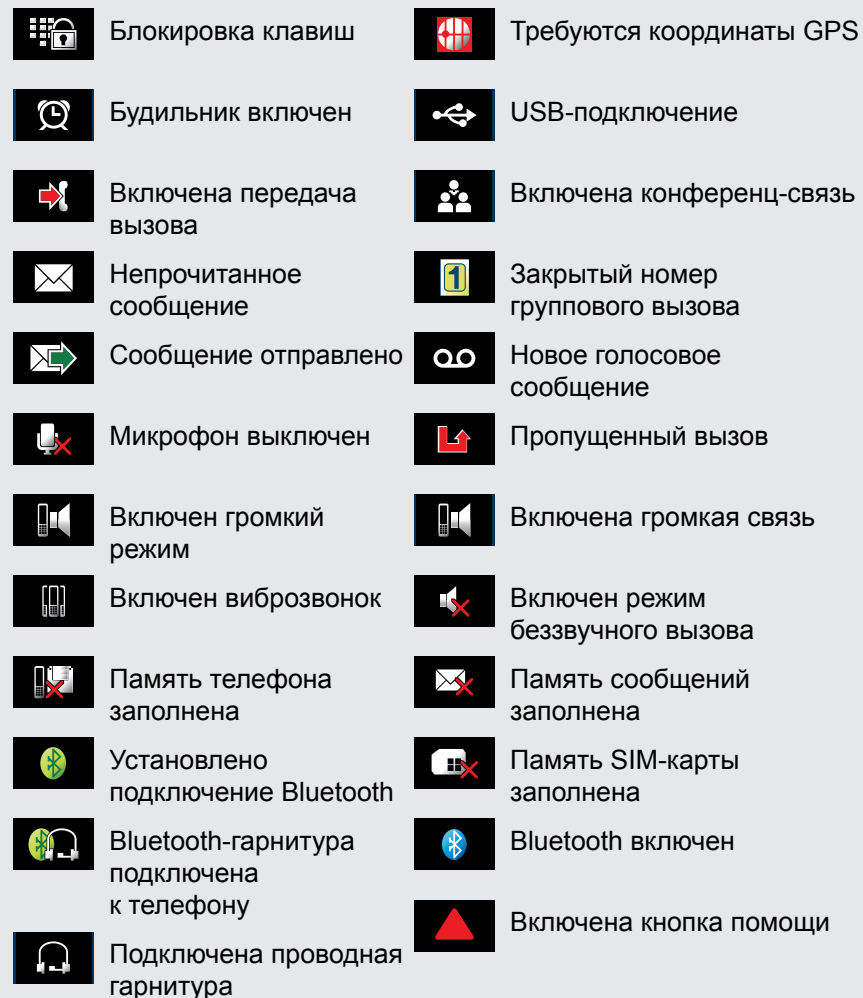 Блокировка клавиш
Будильник включен
Включена передача
вызова
Непрочитанное
сообщение
Сообщение отправлено
Микрофон выключен
Включен громкий
режим
Включен виброзвонок
Память телефона
заполнена
Установлено
подключение Bluetooth
Bluetooth-гарнитура
подключена
к телефону
Подключена проводная
гарнитура
Требуются координаты GPS
USB-подключение
Включена конференц-связь
1
Закрытый номер
группового вызова
Новое голосовое
сообщение
Пропущенный вызов
Включена громкая связь
Включен режим
беззвучного вызова
Память сообщений
заполнена
Память SIM-карты
заполнена
Bluetooth включен
Включена кнопка помощи